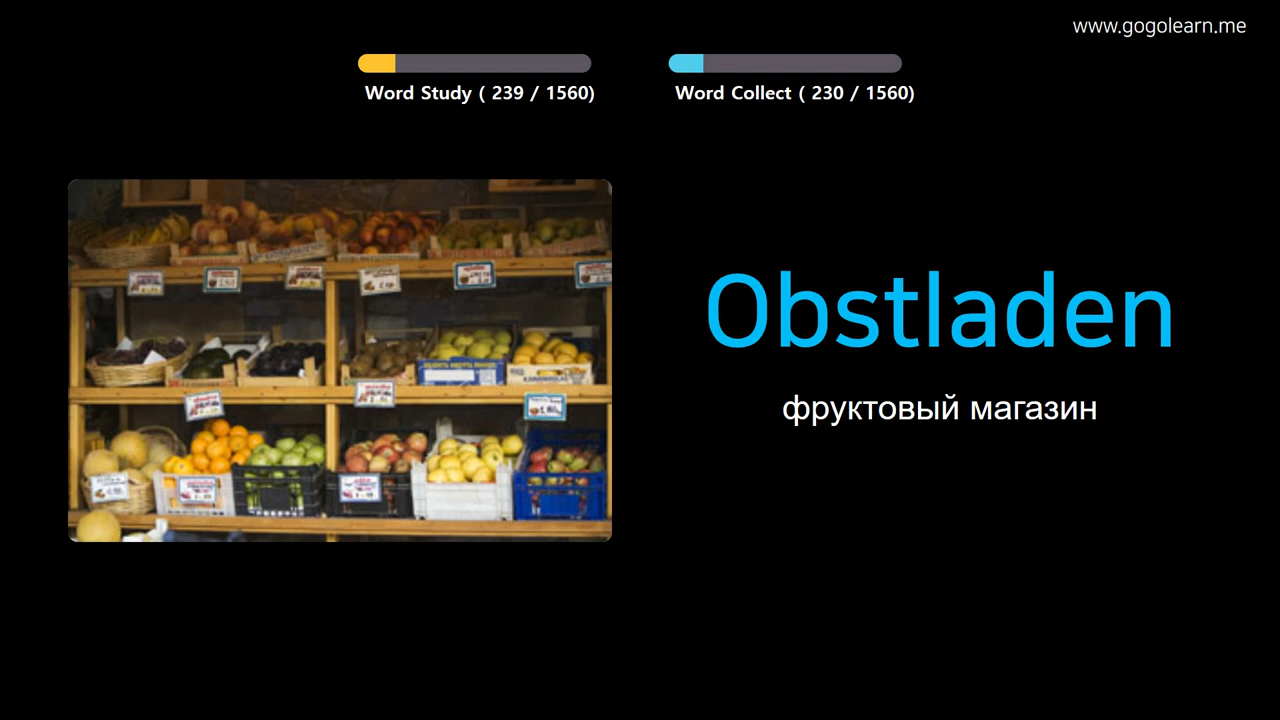 www.gogolearn.me
Word Study ( 239 / 1560)
Word Collect ( 230 / 1560)
Obstladen
фруктовый магазин